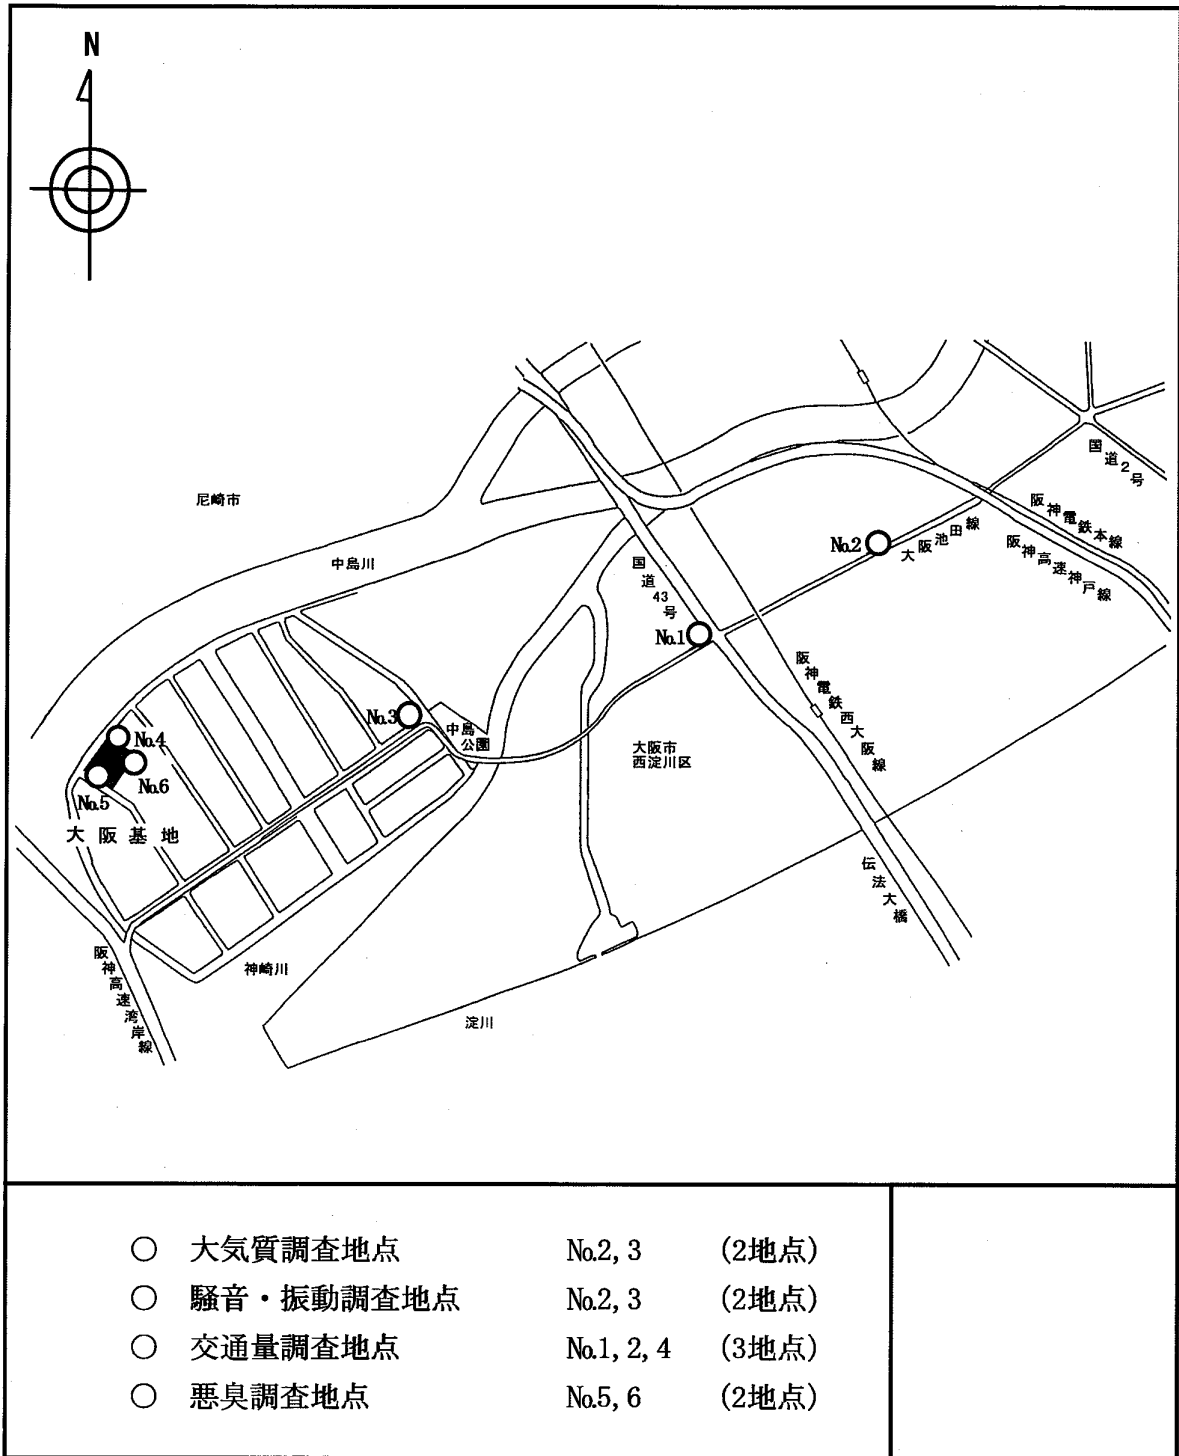 N
尼崎市
中島川
国道2号
阪神電鉄本線
阪神高速神戸線
大阪池田線
No.2
国道43号
No.1
阪神電鉄西大阪線
No.3
中島
公園
大阪市
西淀川区
No.4
No.6
No.5
大阪基地
伝法大橋
阪神高速湾岸線
神崎川
淀川
○ 大気質調査地点 No.2, 3 (2地点)
○ 騒音・振動調査地点 No.2, 3 (2地点)
○ 交通量調査地点 No.1, 2, 4 (3地点)
○ 悪臭調査地点 No.5, 6 (2地点)